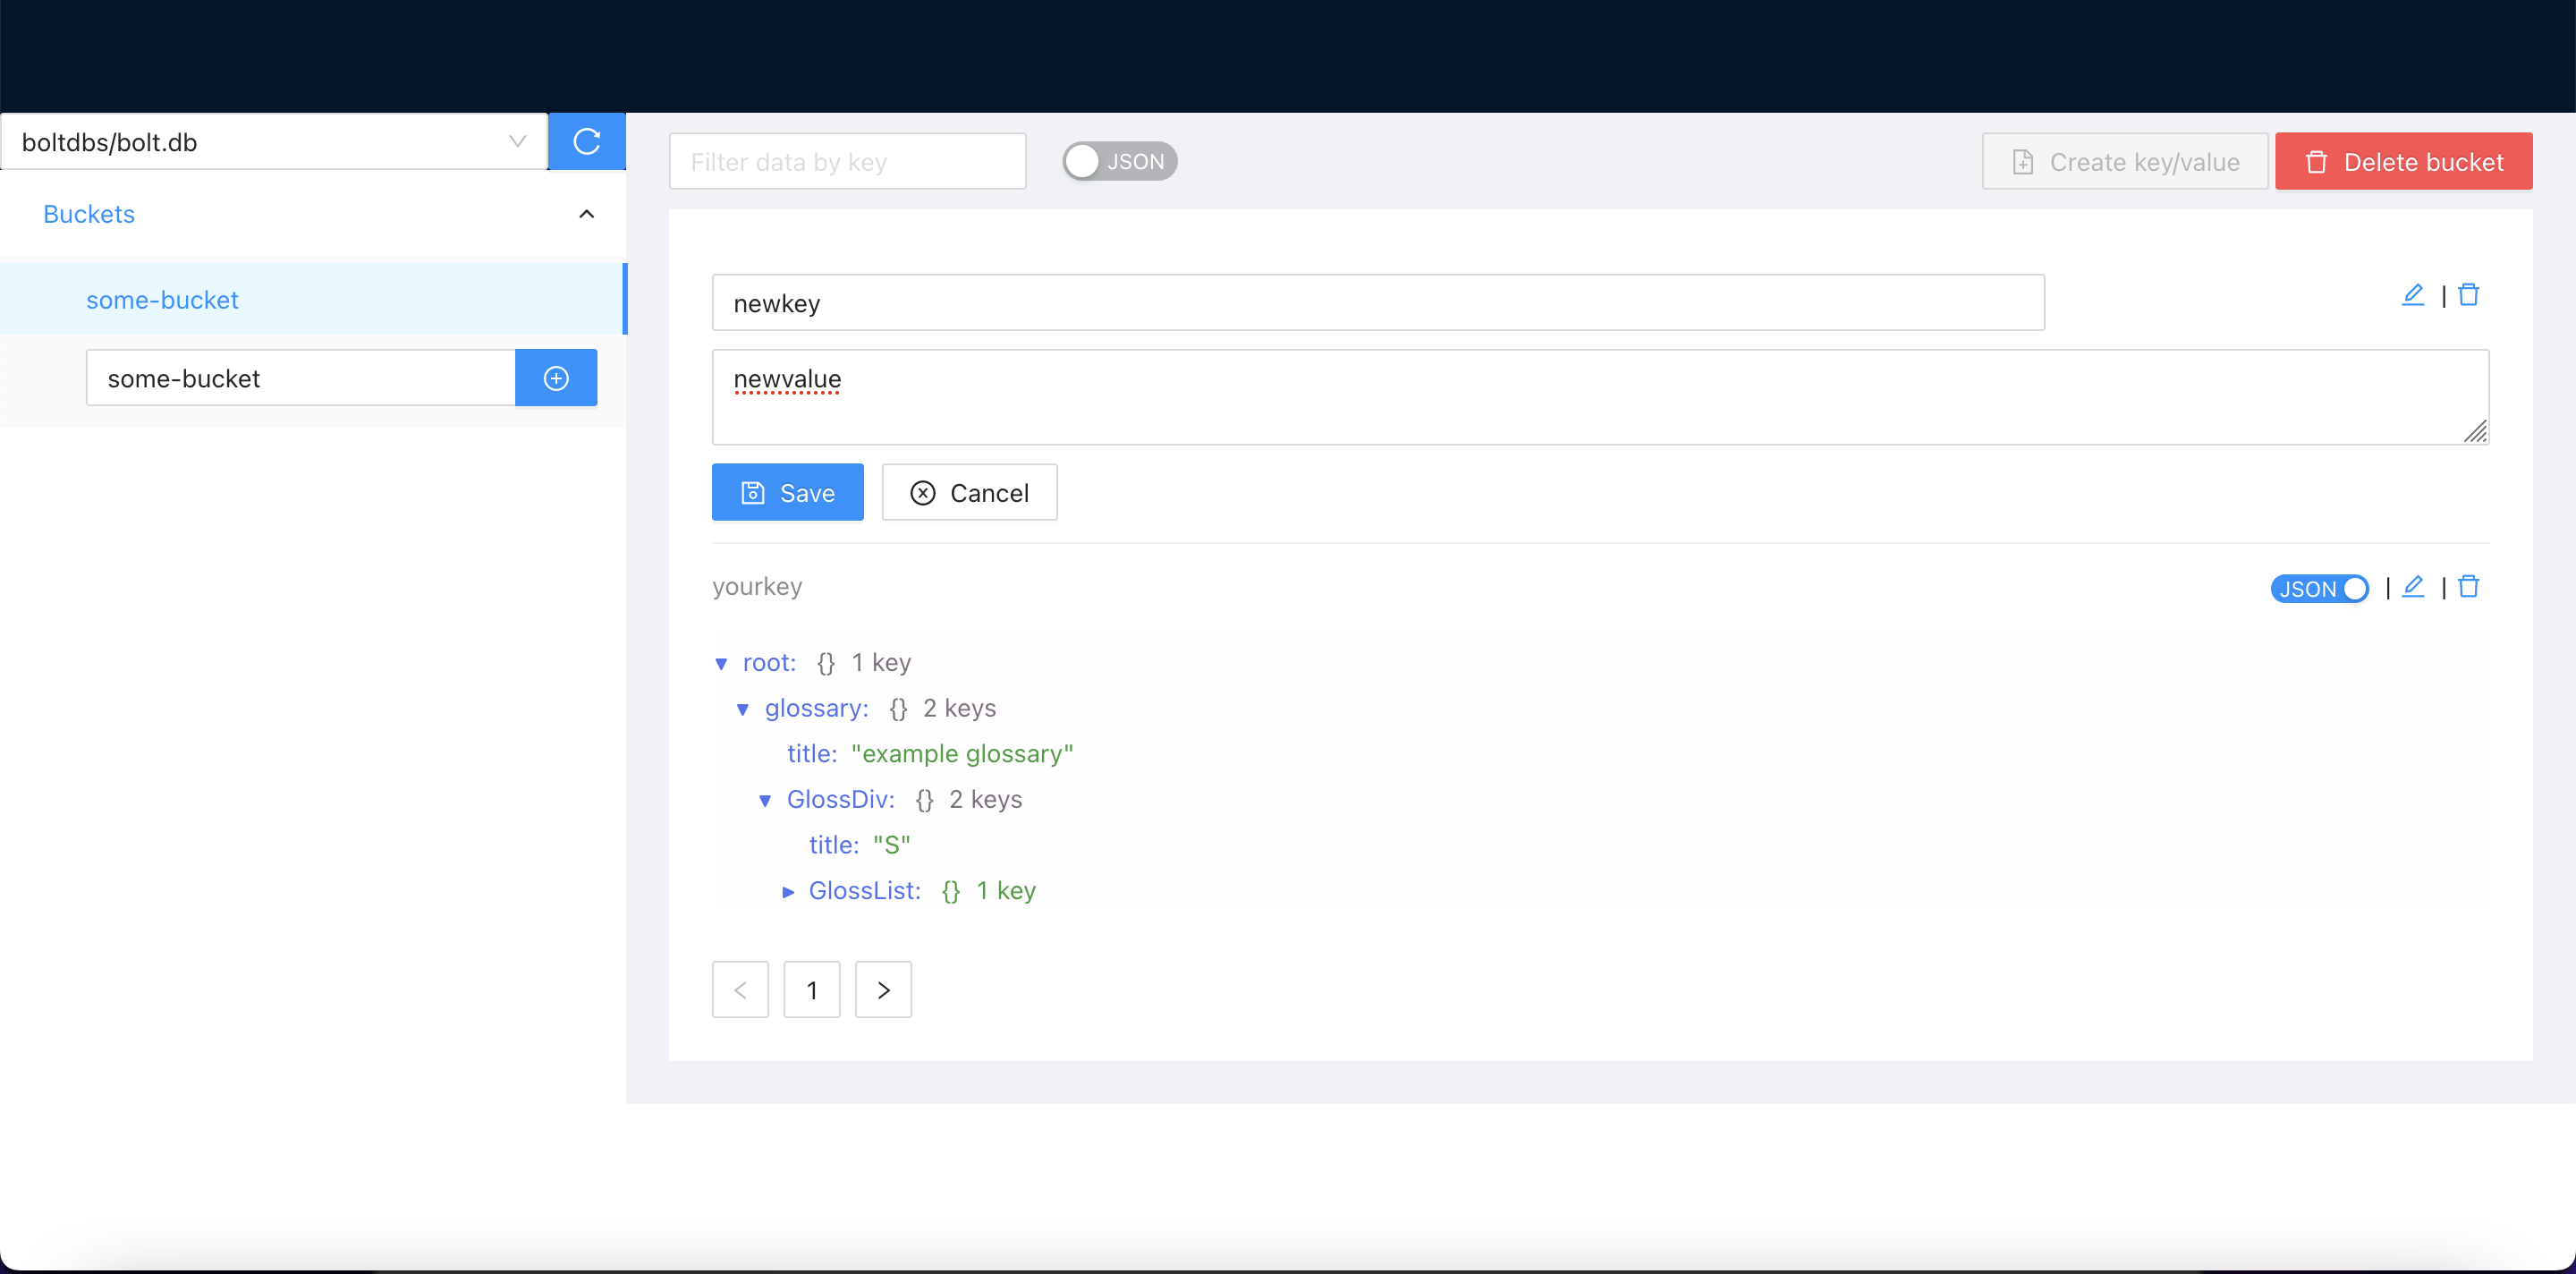 boltdbs/bolt.db
Filter data by key
JSON
Create key/value
Delete bucket
Buckets
some-bucket
some-bucket
newkey
|
newvalue
Save
Cancel
yourkey
JSON | |
root: {} 1 key
glossary: {} 2 keys
title: "example glossary"
GlossDiv: {} 2 keys
title: "S"
GlossList: {} 1 key
< 1 >